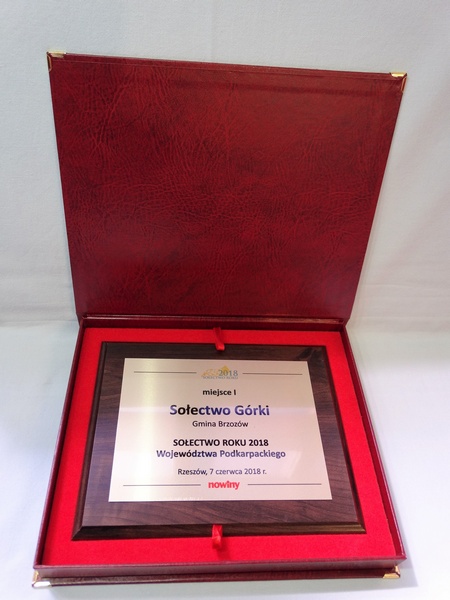 2018
miejsce I
Sołectwo Górki
Gmina Brzozów
SOŁECTWO ROKU 2018
Województwa Podkarpackiego
Rzeszów, 7 czerwca 2018 r.
nowiny